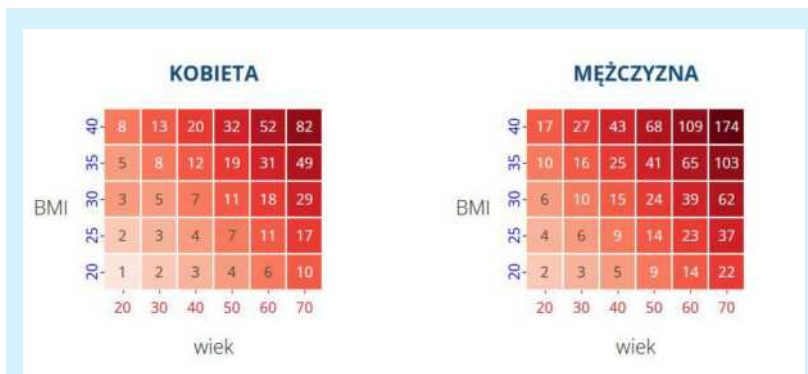 KOBIETA MĘŻCZYZNA
40 8 13 20 32 52 82 40 17 27 43 68 109 174
35 5 8 12 19 31 49 35 10 16 25 41 65 103
BMI 30 3 5 7 11 18 29 BMI 30 6 10 15 24 39 62
25 2 3 4 7 11 17 25 4 6 9 14 23 37
20 1 2 3 4 6 10 20 2 3 5 9 14 22
20 30 40 50 60 70 20 30 40 50 60 70
wiek wiek